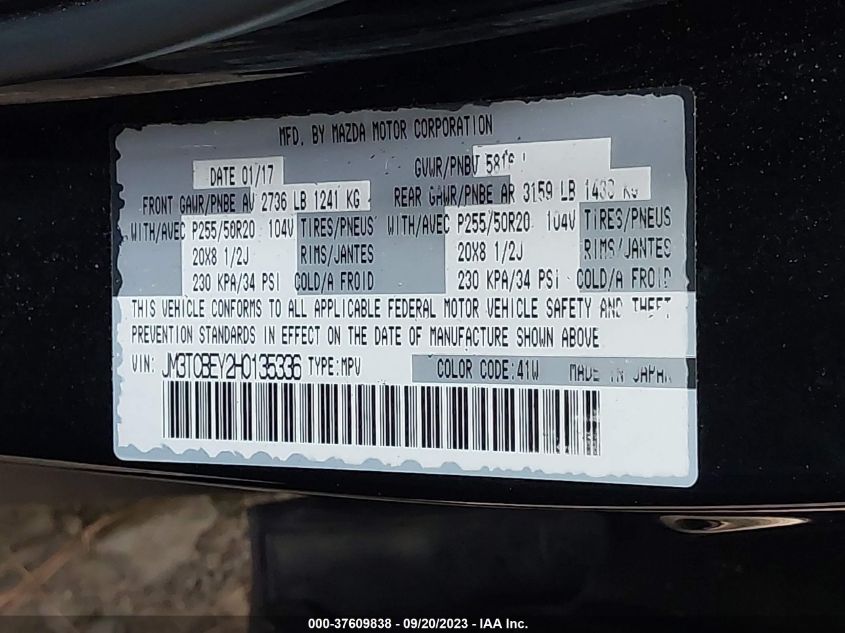 MFD. BY MAZDA MOTOR CORPORATION
DATE 01/17 GVWR/PNBV
FRONT GAWR/PNBE AV 2736 LB 1241 KG REAR GAWR/PNBE AR 3159 LB KG
WITH/AVEC P255/50R20 104V TIRES/PNEUS WITH/AVEC P255/50R20 104V TIRES/PNEUS
20X8 1/2J RIMS/JANTES 20X8 1/2J RIMS/JANTES
230 KPA/34 PSI COLD/A FROID 230 KPA/34 PSI COLD/A FROID
THIS VEHICLE CONFORMS TO ALL APPLICABLE FEDERAL MOTOR VEHICLE SAFETY AND THEFT
PREVENTION STANDARDS IN EFFECT ON THE DATE OF MANUFACTURE SHOWN ABOVE
VIN: JM3TCBEY2H0135336 TYPE:MPV COLOR CODE:41W MADE IN JAPAN
000-37609838 - 09/20/2023 - IAA Inc.